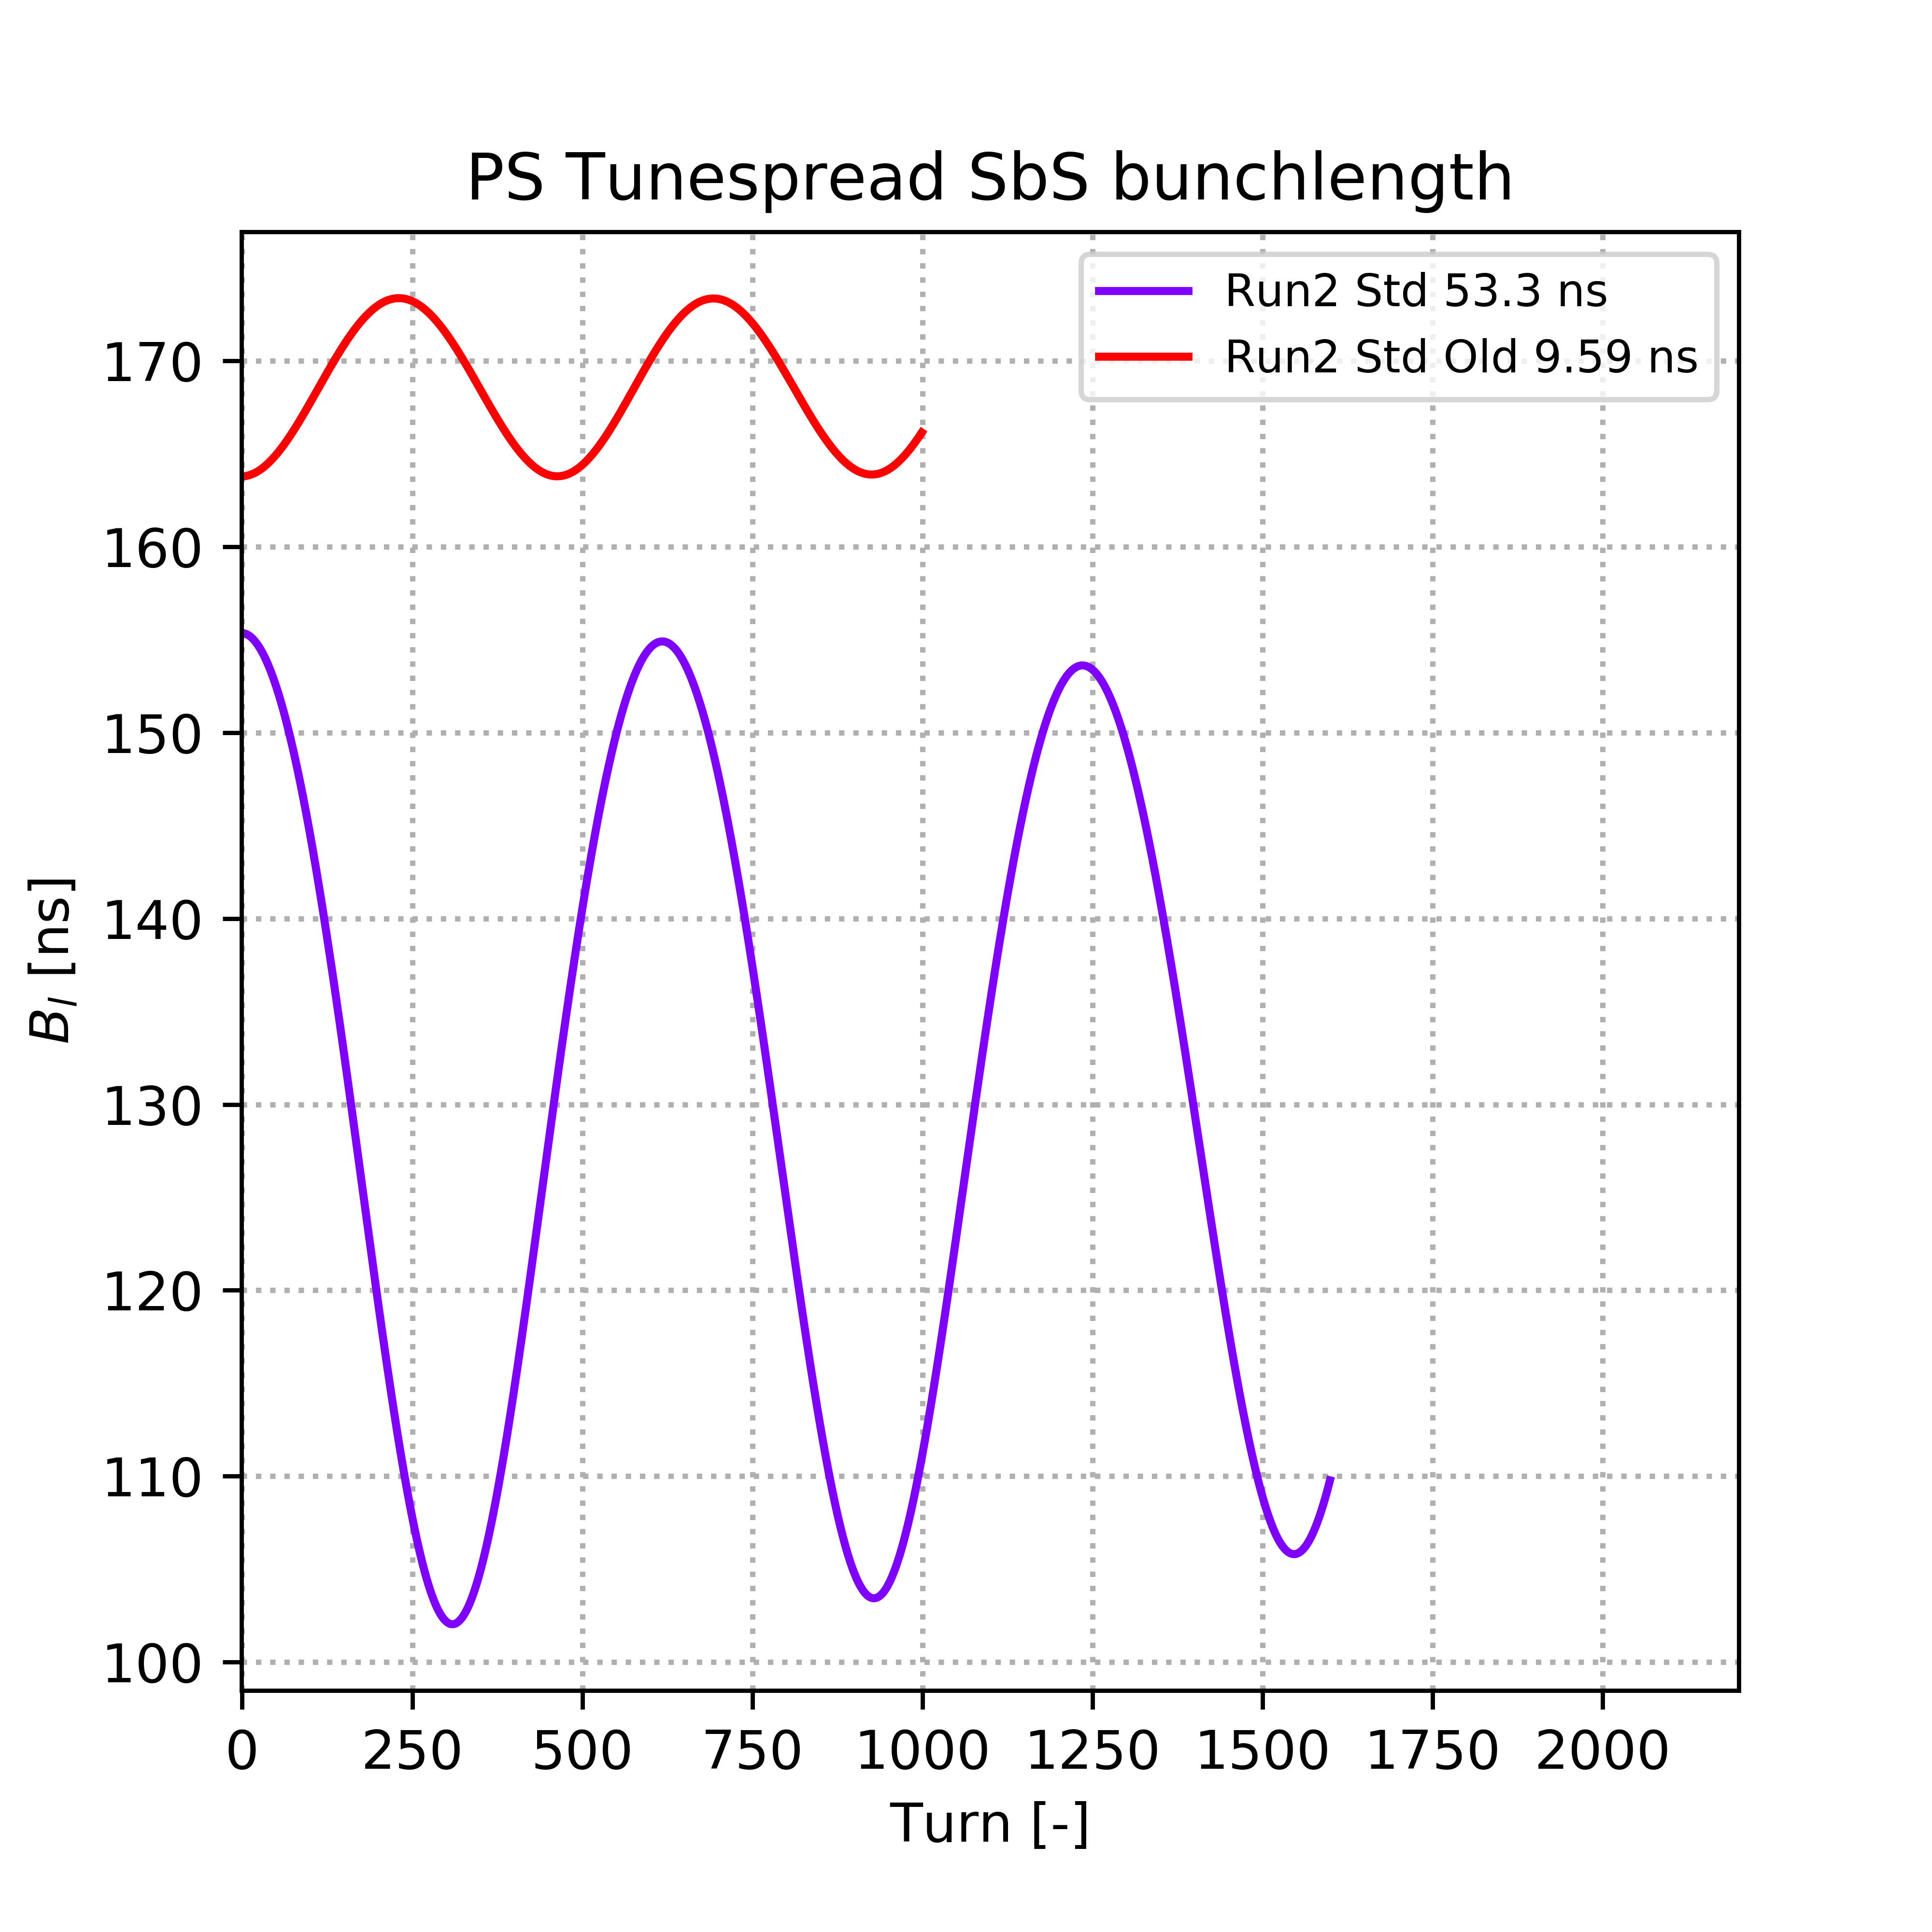 PS Tunespread SbS bunchlength
Run2 Std 53.3 ns
Run2 Std Old 9.59 ns
170
160
150
140
130
120
110
100
B_l [ns]
0 250 500 750 1000 1250 1500 1750 2000
Turn [-]